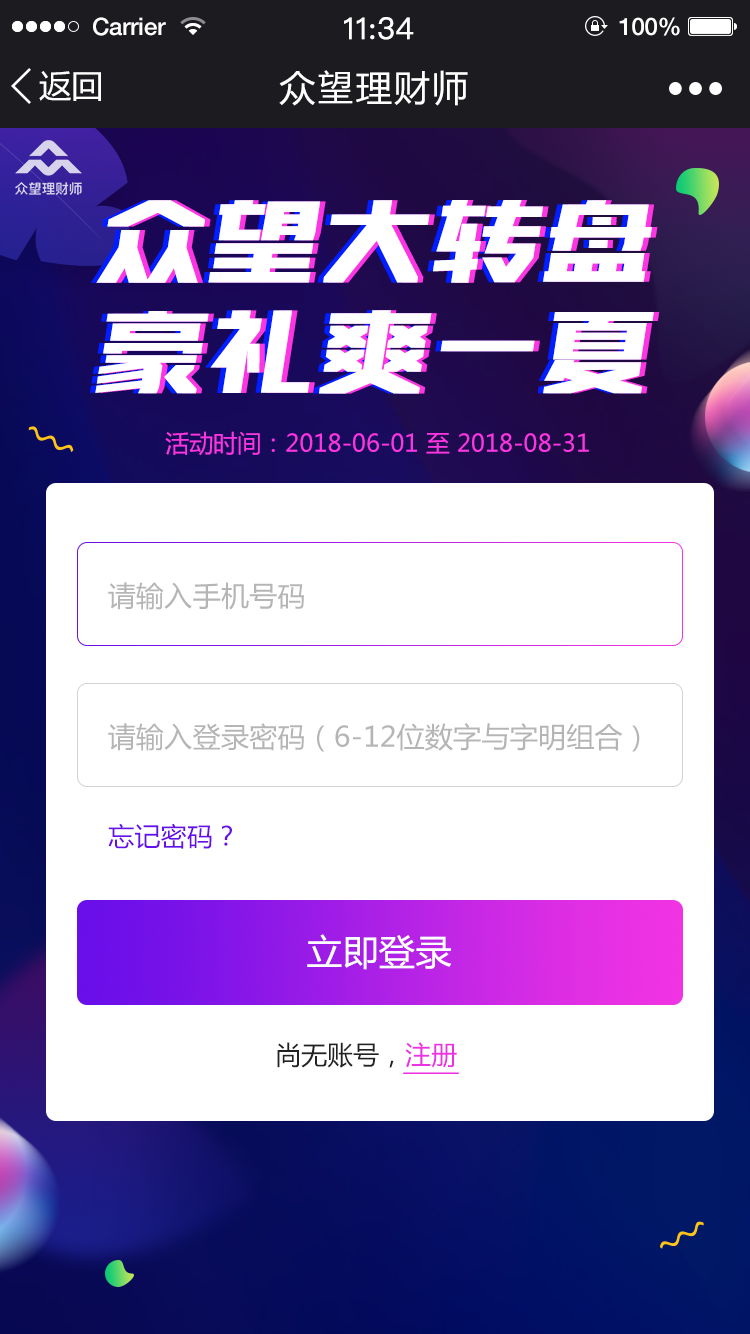 Carrier 11:34 100%
返回 众望理财师
众望理财师
众望大转盘
豪礼爽一夏
活动时间：2018-06-01 至 2018-08-31
请输入手机号码
请输入登录密码（6-12位数字与字明组合）
忘记密码？
立即登录
尚无账号，注册